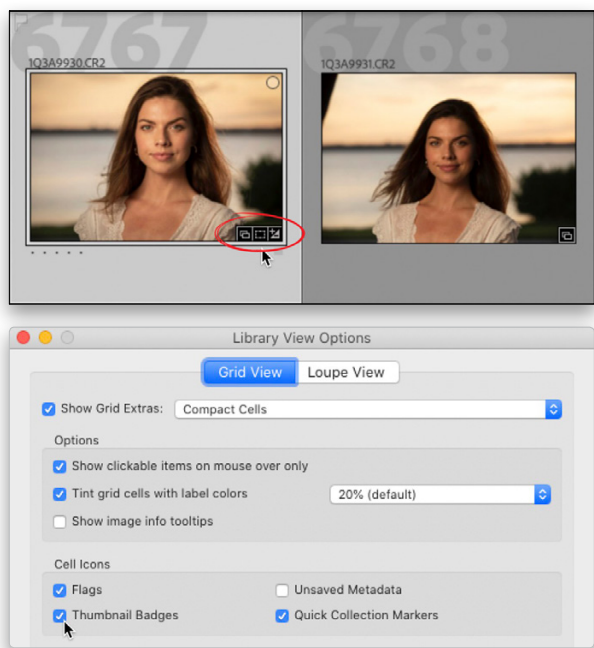 6767
6768
1Q3A9930.CR2
1Q3A9931.CR2
Library View Options
Grid View
Loupe View
Show Grid Extras:
Compact Cells
Options
Show clickable items on mouse over only
Tint grid cells with label colors
20% (default)
Show image info tooltips
Cell Icons
Flags
Unsaved Metadata
Thumbnail Badges
Quick Collection Markers